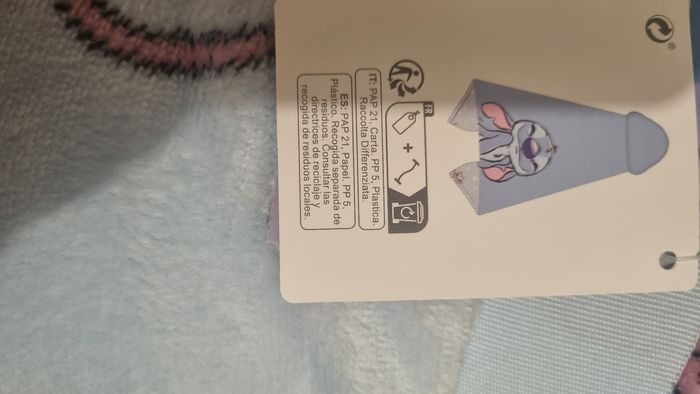 FR
+
IT: PAP 21, Carta. PP 5, Plastica.
Raccolta Differenziata.
ES: PAP 21, Papel. PP 5,
Plástico. Recogida separada de
residuos. Consultar las
directrices de reciclaje y
recogida de residuos locales.